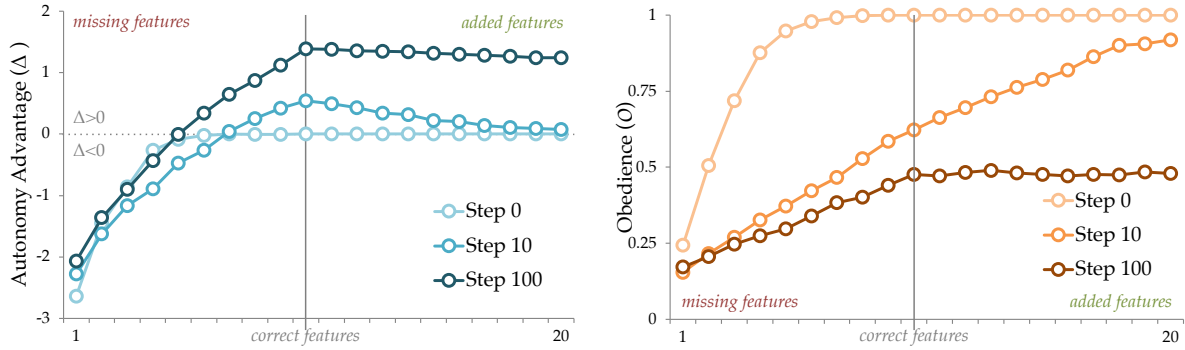 missing features
added features
2
1
0
-1
-2
-3
Autonomy Advantage (Δ )
Δ>0
Δ<0
Step 0
Step 10
Step 100
1
correct features
20
1
0.75
0.5
0.25
0
Obedience (O)
Step 0
Step 10
Step 100
missing features
added features
1
correct features
20